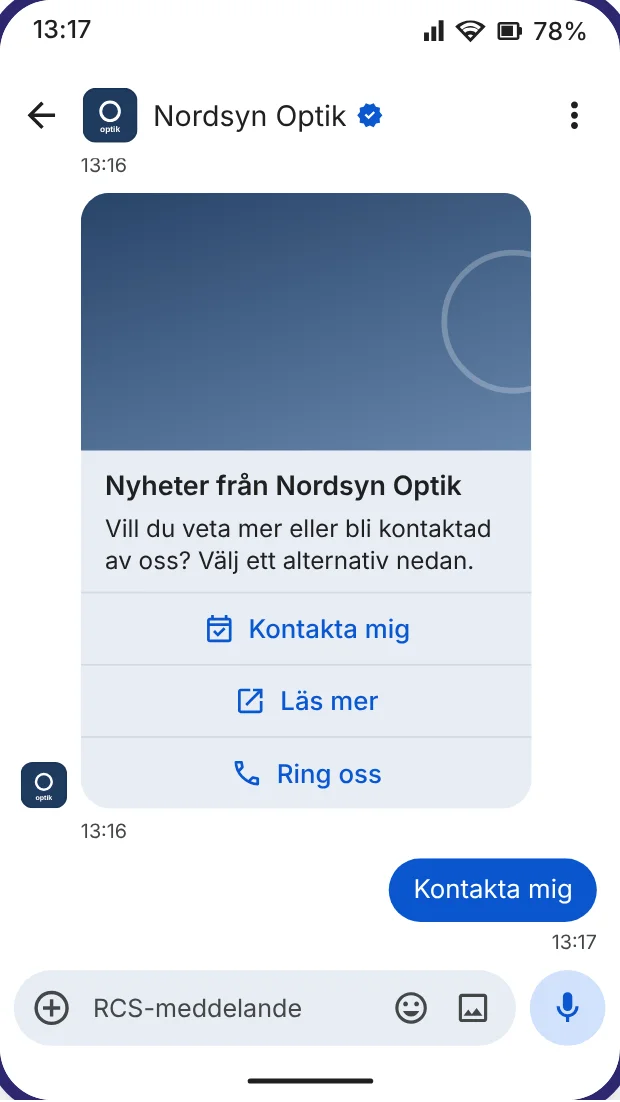 13:17
78%
optik
Nordsyn Optik
13:16
Nyheter från Nordsyn Optik
Vill du veta mer eller bli kontaktad
av oss? Välj ett alternativ nedan.
Kontakta mig
Läs mer
Ring oss
optik
13:16
Kontakta mig
13:17
RCS-meddelande